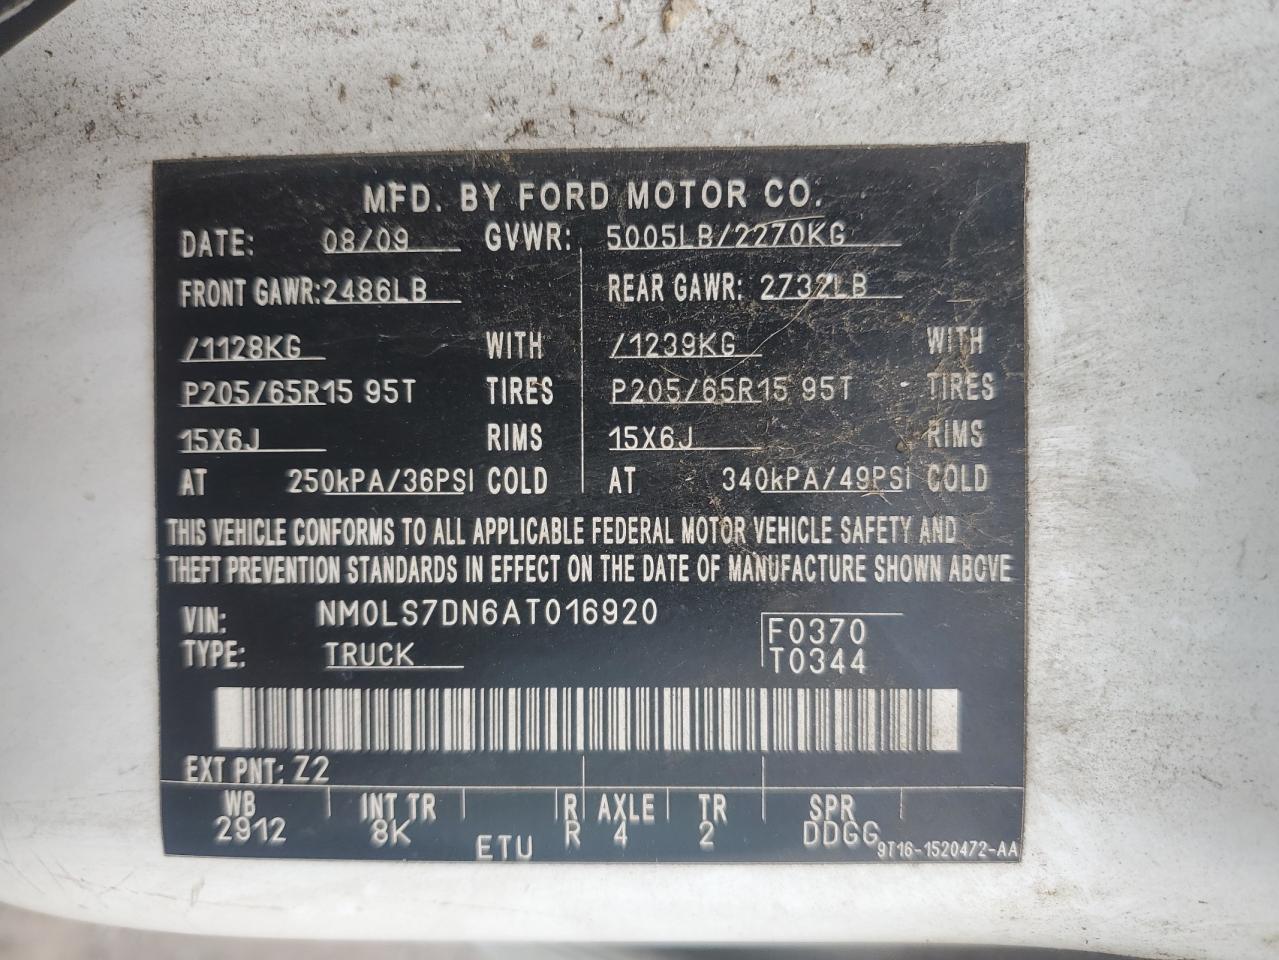 MFD. BY FORD MOTOR CO.
DATE: 08/09 GVWR: 5005LB/2270KG
FRONT GAWR:2486LB REAR GAWR: 2732LB
/1128KG WITH /1239KG WITH
P205/65R15 95T TIRES P205/65R15 95T TIRES
15X6J RIMS 15X6J RIMS
AT 250kPA/36PSI COLD AT 340kPA/49PSI COLD
THIS VEHICLE CONFORMS TO ALL APPLICABLE FEDERAL MOTOR VEHICLE SAFETY AND
THEFT PREVENTION STANDARDS IN EFFECT ON THE DATE OF MANUFACTURE SHOWN ABOVE
VIN: NM0LS7DN6AT016920
F0370
TYPE: TRUCK
T0344
EXT PNT: Z2
WB INT TR R AXLE TR SPR
2912 8K ETU R 4 2 DDGG
9T16-1520472-AA